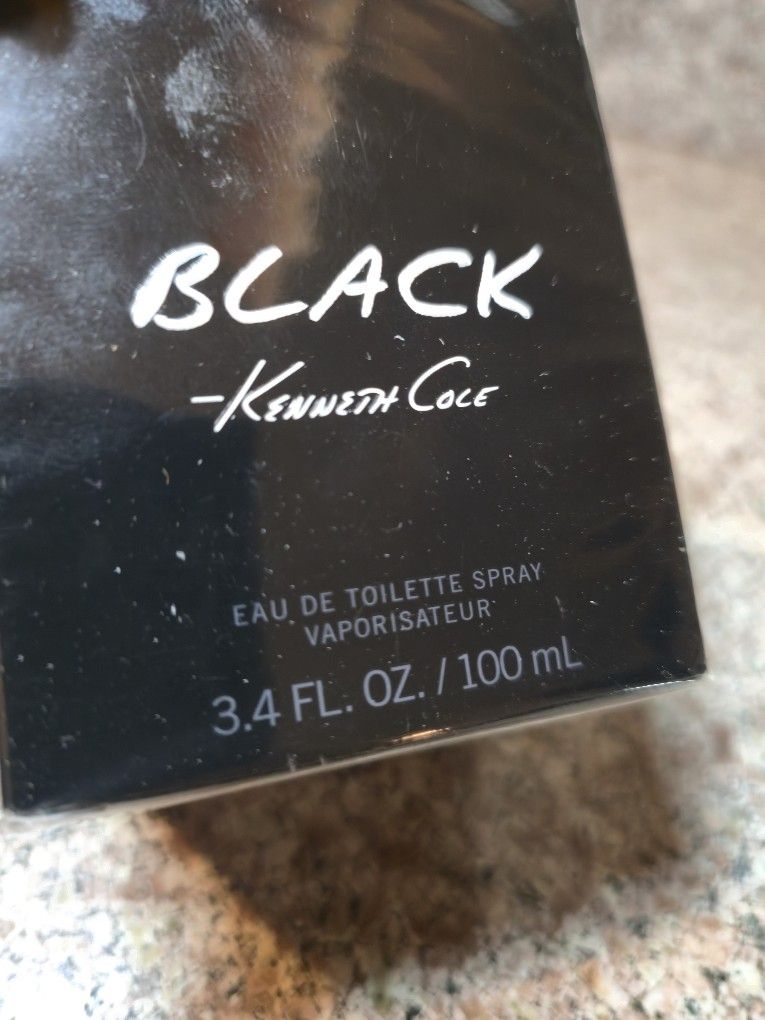 BLACK
–KENNETH COLE
EAU DE TOILETTE SPRAY
VAPORISATEUR
3.4 FL. OZ. / 100 mL